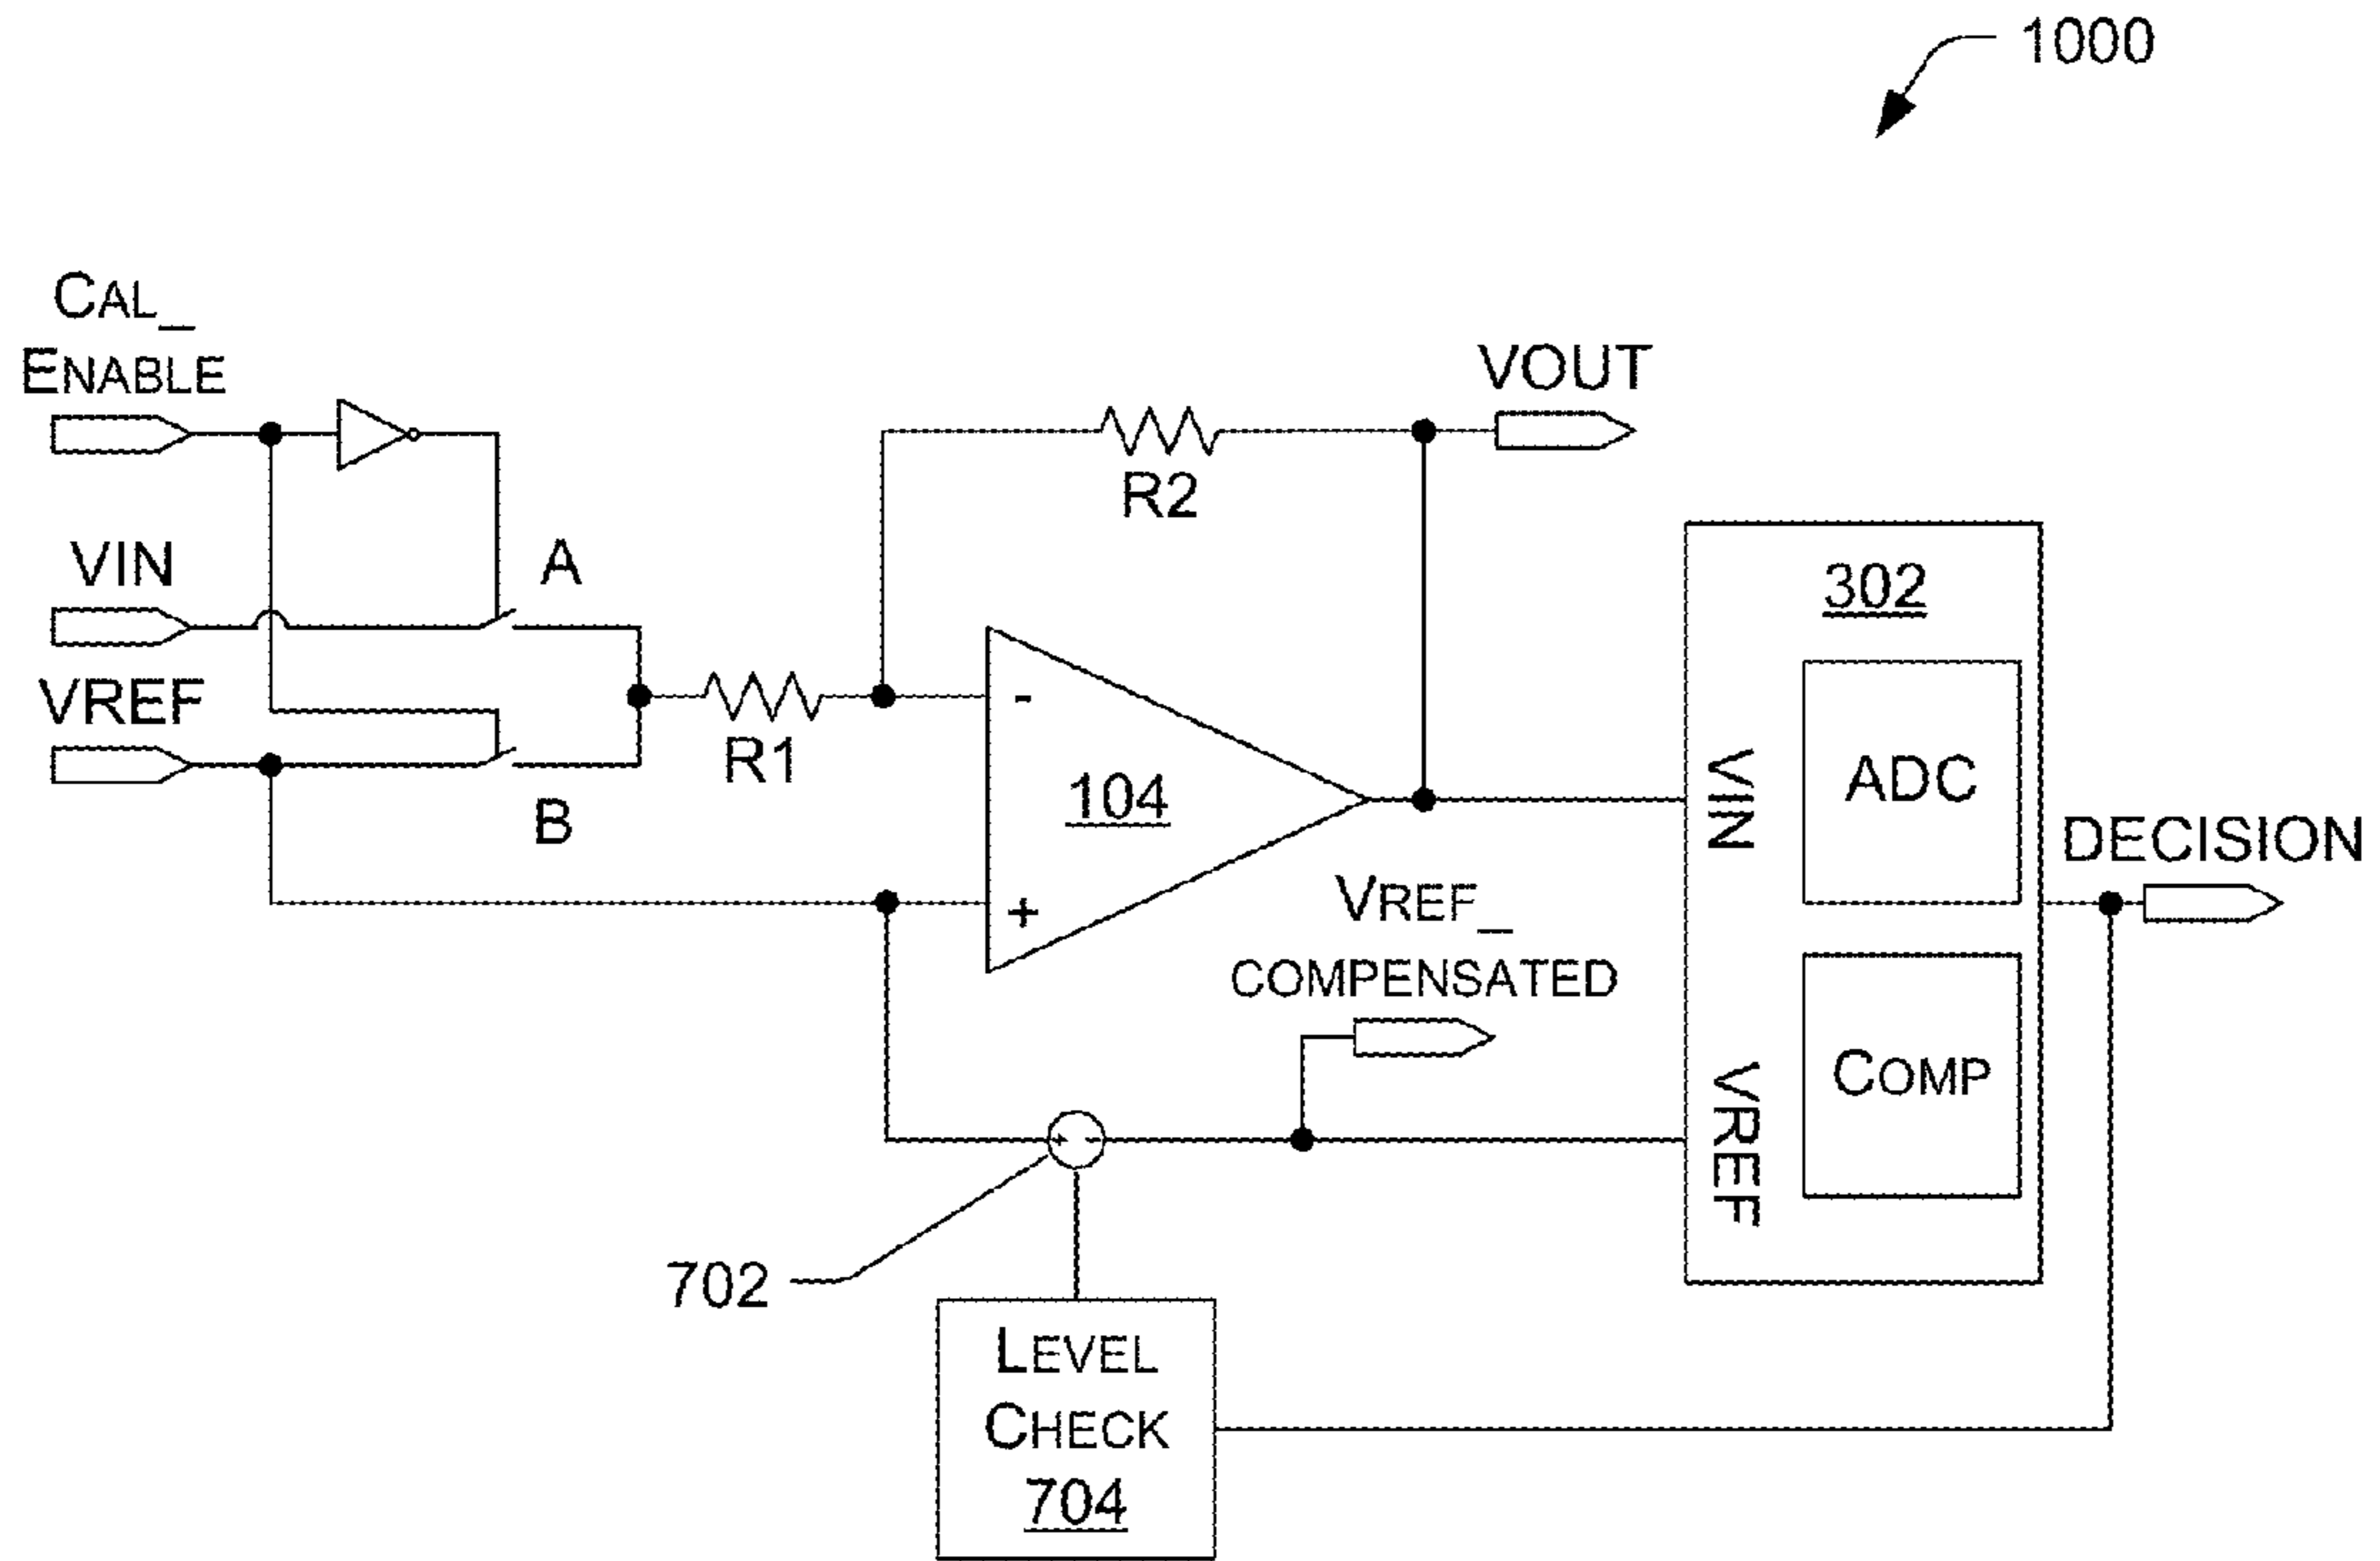 1000
CAL_
ENABLE
VOUT
R2
VIN
A
302
VREF
-
R1
VIN
ADC
104
B
DECISION
VREF_
+
COMPENSATED
COMP
VREF
702
LEVEL
CHECK
704